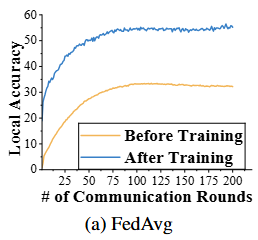 60
50
40
30
20
10
0
Local Accuracy
Before Training
After Training
25 50 75 100 125 150 175 200
# of Communication Rounds
(a) FedAvg